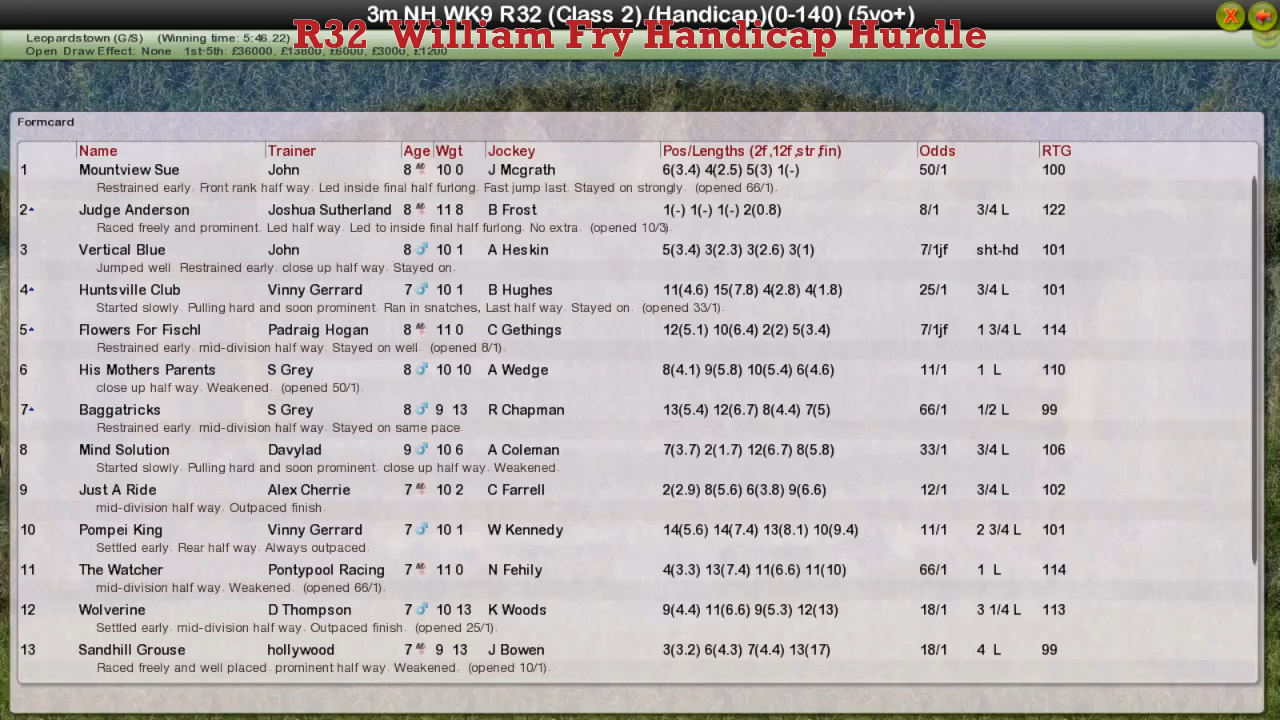 3m NH WK9 R32 (Class 2) (Handicap)(0-140) (5yo+)
R32 William Fry Handicap Hurdle
Leopardstown (G/S) (Winning time: 5:46.22)
Open Draw Effect: None 1st-5th: £36000, £13800, £6000, £3000, £1200
Formcard
Name Trainer Age Wgt Jockey Pos/Lengths (2f,12f,str,fin) Odds RTG
1 Mountview Sue John 8 10 0 J Mcgrath 6(3.4) 4(2.5) 5(3) 1(-) 50/1 100
Restrained early. Front rank half way. Led inside final half furlong. Fast jump last. Stayed on strongly. (opened 66/1).
2 Judge Anderson Joshua Sutherland 8 11 8 B Frost 1(-) 1(-) 1(-) 2(0.8) 8/1 3/4 L 122
Raced freely and prominent. Led half way. Led to inside final half furlong. No extra. (opened 10/3).
3 Vertical Blue John 8 10 1 A Heskin 5(3.4) 3(2.3) 3(2.6) 3(1) 7/1jf sht-hd 101
Jumped well. Restrained early. close up half way. Stayed on.
4 Huntsville Club Vinny Gerrard 7 10 1 B Hughes 11(4.6) 15(7.8) 4(2.8) 4(1.8) 25/1 3/4 L 101
Started slowly. Pulling hard and soon prominent. Ran in snatches, Last half way. Stayed on. (opened 33/1).
5 Flowers For Fischl Padraig Hogan 8 11 0 C Gethings 12(5.1) 10(6.4) 2(2) 5(3.4) 7/1jf 1 3/4 L 114
Restrained early. mid-division half way. Stayed on well. (opened 8/1).
6 His Mothers Parents S Grey 8 10 10 A Wedge 8(4.1) 9(5.8) 10(5.4) 6(4.6) 11/1 1 L 110
close up half way. Weakened. (opened 50/1).
7 Baggatricks S Grey 8 9 13 R Chapman 13(5.4) 12(6.7) 8(4.4) 7(5) 66/1 1/2 L 99
Restrained early. mid-division half way. Stayed on same pace.
8 Mind Solution Davylad 9 10 6 A Coleman 7(3.7) 2(1.7) 12(6.7) 8(5.8) 33/1 3/4 L 106
Started slowly. Pulling hard and soon prominent. close up half way. Weakened.
9 Just A Ride Alex Cherrie 7 10 2 C Farrell 2(2.9) 8(5.6) 6(3.8) 9(6.6) 12/1 3/4 L 102
mid-division half way. Outpaced finish.
10 Pompei King Vinny Gerrard 7 10 1 W Kennedy 14(5.6) 14(7.4) 13(8.1) 10(9.4) 11/1 2 3/4 L 101
Settled early. Rear half way. Always outpaced.
11 The Watcher Pontypool Racing 7 11 0 N Fehily 4(3.3) 13(7.4) 11(6.6) 11(10) 66/1 1 L 114
mid-division half way. Weakened. (opened 66/1).
12 Wolverine D Thompson 7 10 13 K Woods 9(4.4) 11(6.6) 9(5.3) 12(13) 18/1 3 1/4 L 113
Settled early. mid-division half way. Outpaced finish. (opened 25/1).
13 Sandhill Grouse hollywood 7 9 13 J Bowen 3(3.2) 6(4.3) 7(4.4) 13(17) 18/1 4 L 99
Raced freely and well placed. prominent half way. Weakened. (opened 10/1).